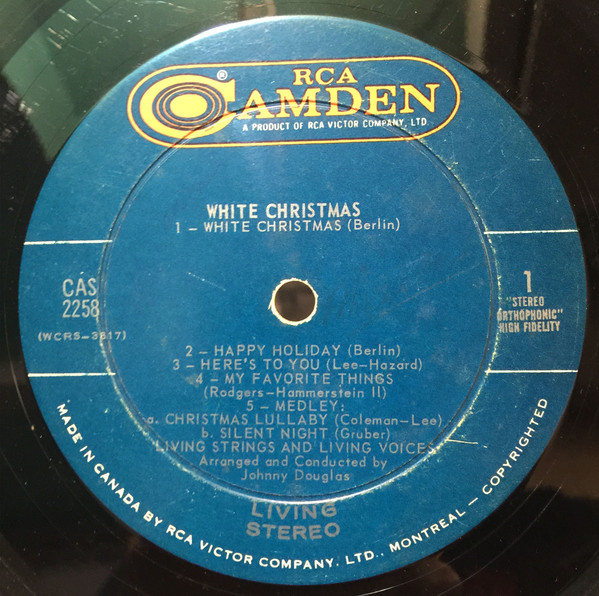 RCA
CAMDEN
®
A PRODUCT OF RCA VICTOR COMPANY, LTD.
WHITE CHRISTMAS
1 – WHITE CHRISTMAS (Berlin)
CAS
2258
(WCRS-3617)
1
"STEREO
ORTHOPHONIC"
HIGH FIDELITY
2 – HAPPY HOLIDAY (Berlin)
3 – HERE'S TO YOU (Lee-Hazard)
4 – MY FAVORITE THINGS
(Rodgers-Hammerstein II)
5 – MEDLEY:
a. CHRISTMAS LULLABY (Coleman-Lee)
b. SILENT NIGHT (Gruber)
LIVING STRINGS AND LIVING VOICES
Arranged and Conducted by
Johnny Douglas
LIVING
STEREO
MADE IN CANADA BY RCA VICTOR COMPANY, LTD., MONTREAL – COPYRIGHTED